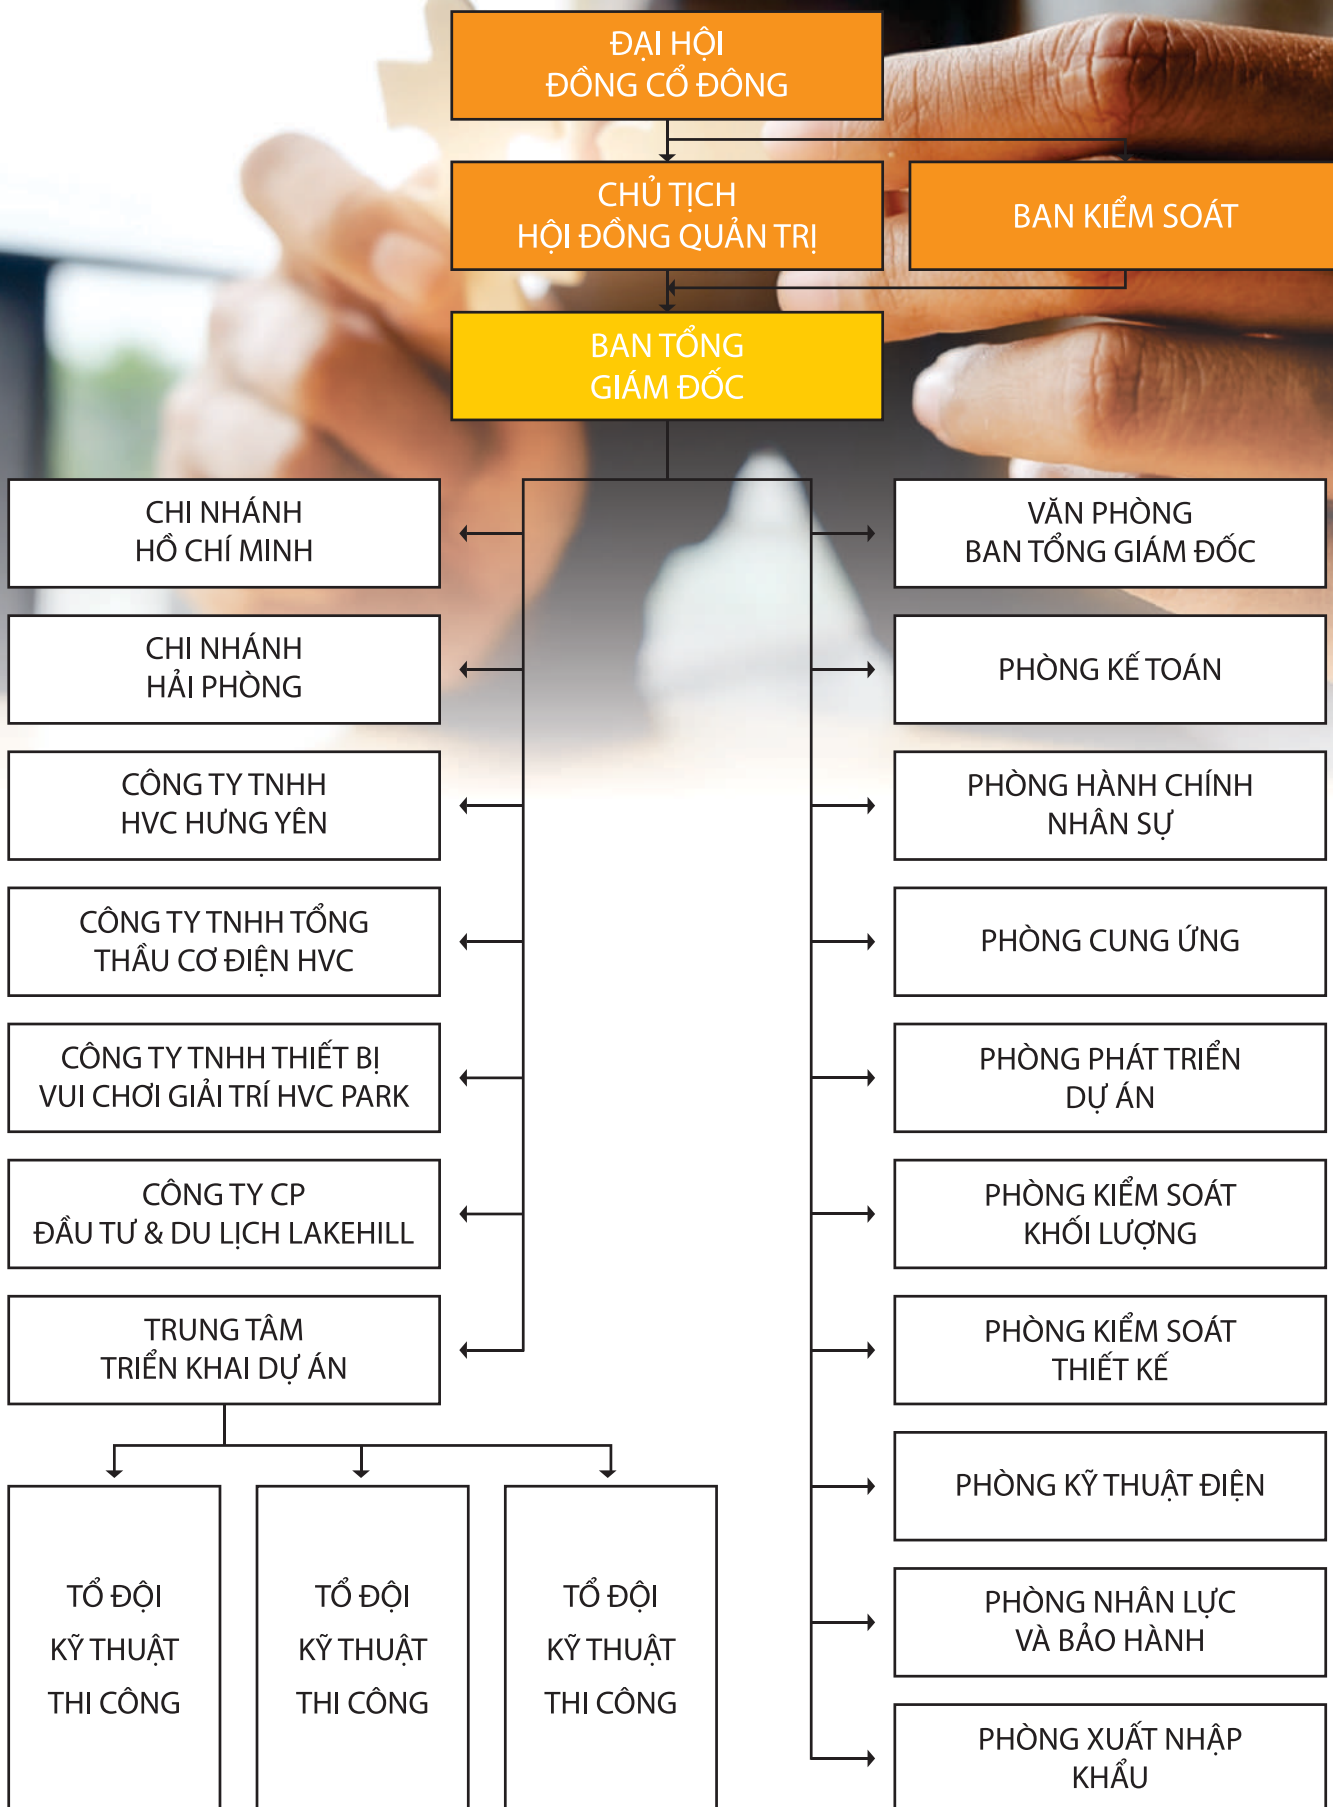 ĐẠI HỘI
ĐỒNG CỔ ĐÔNG
CHỦ TỊCH
HỘI ĐỒNG QUẢN TRỊ
BAN KIỂM SOÁT
BAN TỔNG
GIÁM ĐỐC
CHI NHÁNH
HỒ CHÍ MINH
CHI NHÁNH
HẢI PHÒNG
CÔNG TY TNHH
HVC HƯNG YÊN
CÔNG TY TNHH TỔNG
THẦU CƠ ĐIỆN HVC
CÔNG TY TNHH THIẾT BỊ
VUI CHƠI GIẢI TRÍ HVC PARK
CÔNG TY CP
ĐẦU TƯ & DU LỊCH LAKEHILL
TRUNG TÂM
TRIỂN KHAI DỰ ÁN
TỔ ĐỘI
KỸ THUẬT
THI CÔNG
TỔ ĐỘI
KỸ THUẬT
THI CÔNG
TỔ ĐỘI
KỸ THUẬT
THI CÔNG
VĂN PHÒNG
BAN TỔNG GIÁM ĐỐC
PHÒNG KẾ TOÁN
PHÒNG HÀNH CHÍNH
NHÂN SỰ
PHÒNG CUNG ỨNG
PHÒNG PHÁT TRIỂN
DỰ ÁN
PHÒNG KIỂM SOÁT
KHỐI LƯỢNG
PHÒNG KIỂM SOÁT
THIẾT KẾ
PHÒNG KỸ THUẬT ĐIỆN
PHÒNG NHÂN LỰC
VÀ BẢO HÀNH
PHÒNG XUẤT NHẬP
KHẨU